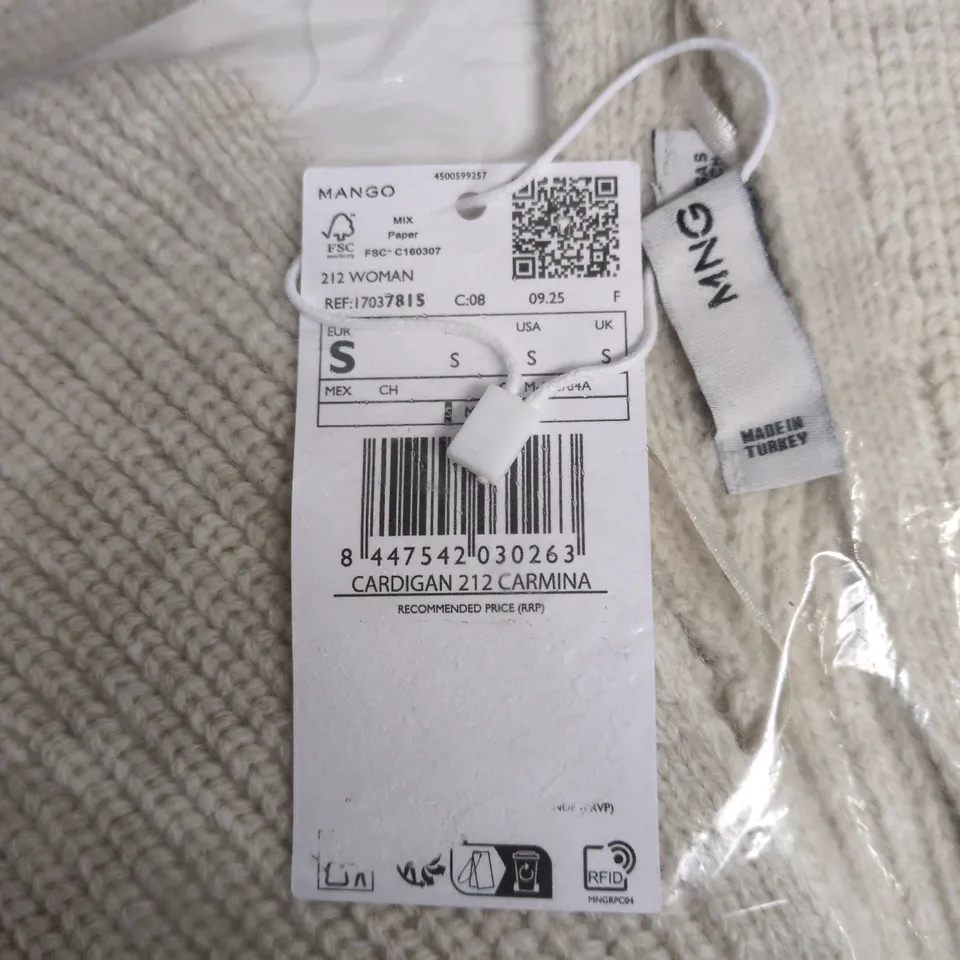 4500599257
MANGO
MIX
Paper
FSC
FSC™ C160307
212 WOMAN
REF:17037815 C:08 09.25 F
EUR USA UK
S S S S
MEX CH
8 447542 030263
CARDIGAN 212 CARMINA
RECOMMENDED PRICE (RRP)
RFID
MNGRPC04
MNG
MADE IN
TURKEY